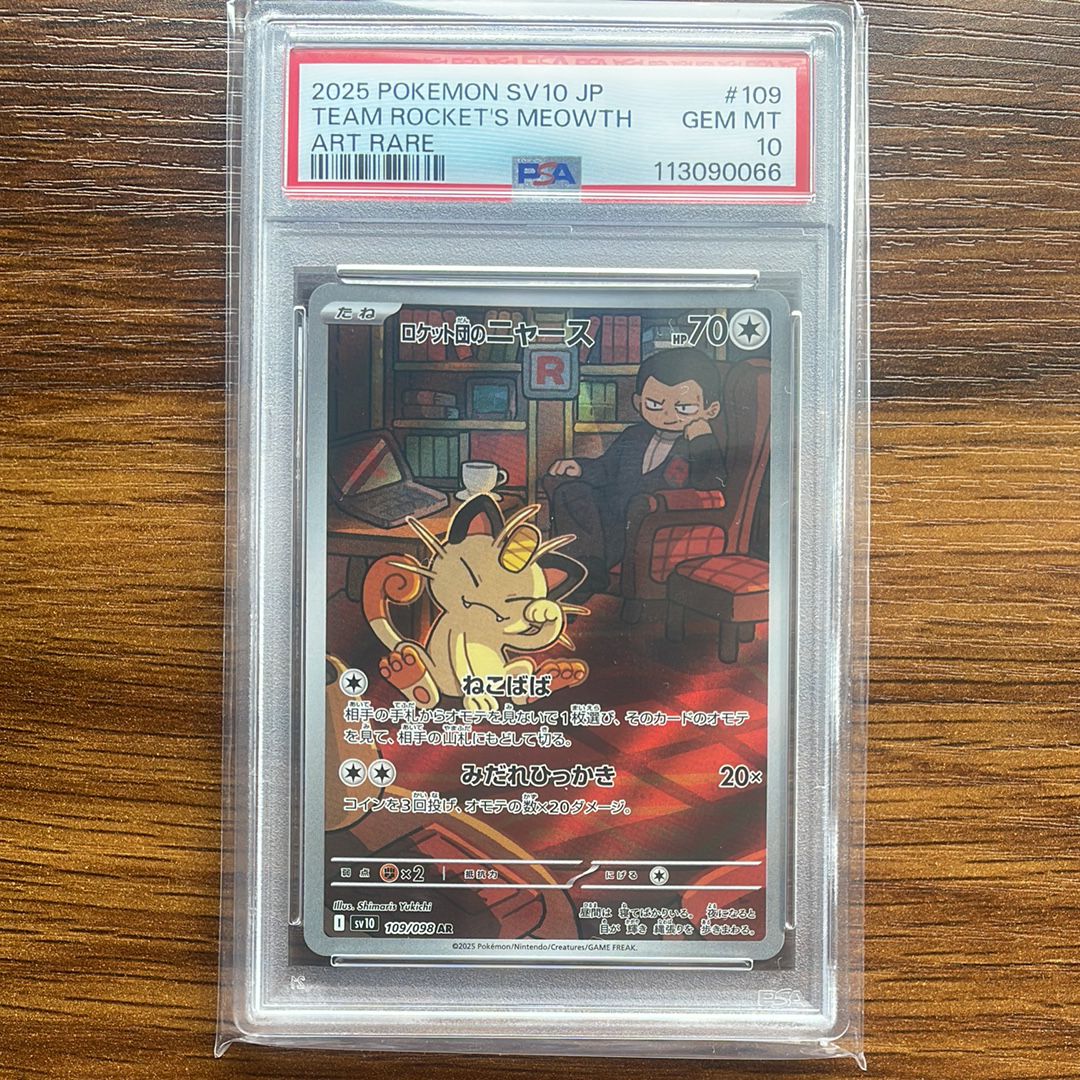 2025 POKEMON SV10 JP #109
TEAM ROCKET'S MEOWTH GEM MT
ART RARE 10
PSA 113090066
たね ロケット団のニャース HP70
R
ねこばば
相手の手札からオモテを見ないで1枚選び、そのカードのオモテ
を見て、相手の山札にもどして切る。
みだれひっかき 20×
コインを3回投げ、オモテの数×20ダメージ。
弱点 ×2 抵抗力 にげる
Illus. Shimaris Yukichi
昼間は 寝てばかりいる。 夜になると
目が 輝き 縄張りを 歩きまわる。
I sv10 109/098 AR
©2025 Pokémon/Nintendo/Creatures/GAME FREAK.
PSA